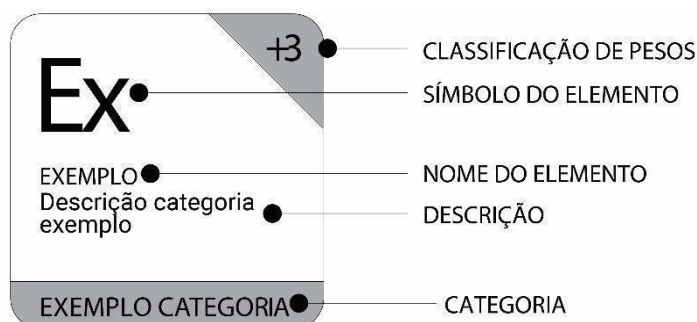 +3
CLASSIFICAÇÃO DE PESOS
Ex
SÍMBOLO DO ELEMENTO
EXEMPLO
NOME DO ELEMENTO
Descrição categoria
exemplo
DESCRIÇÃO
EXEMPLO CATEGORIA
CATEGORIA